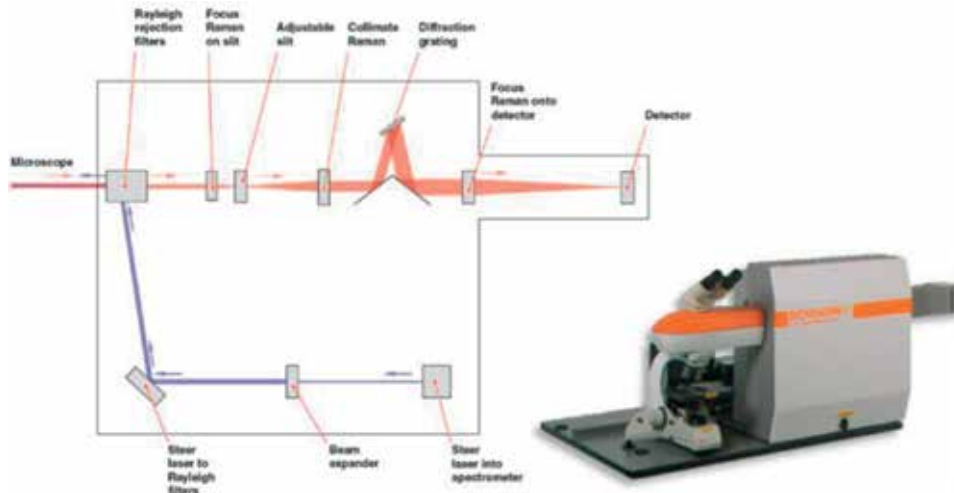 Rayleigh
rejection
filters
Focus
Raman
on slit
Adjustable
slit
Collimate
Raman
Diffraction
grating
Focus
Raman onto
detector
Detector
Microscope
Steer
laser to
Rayleigh
filters
Beam
expander
Steer
laser into
spectrometer